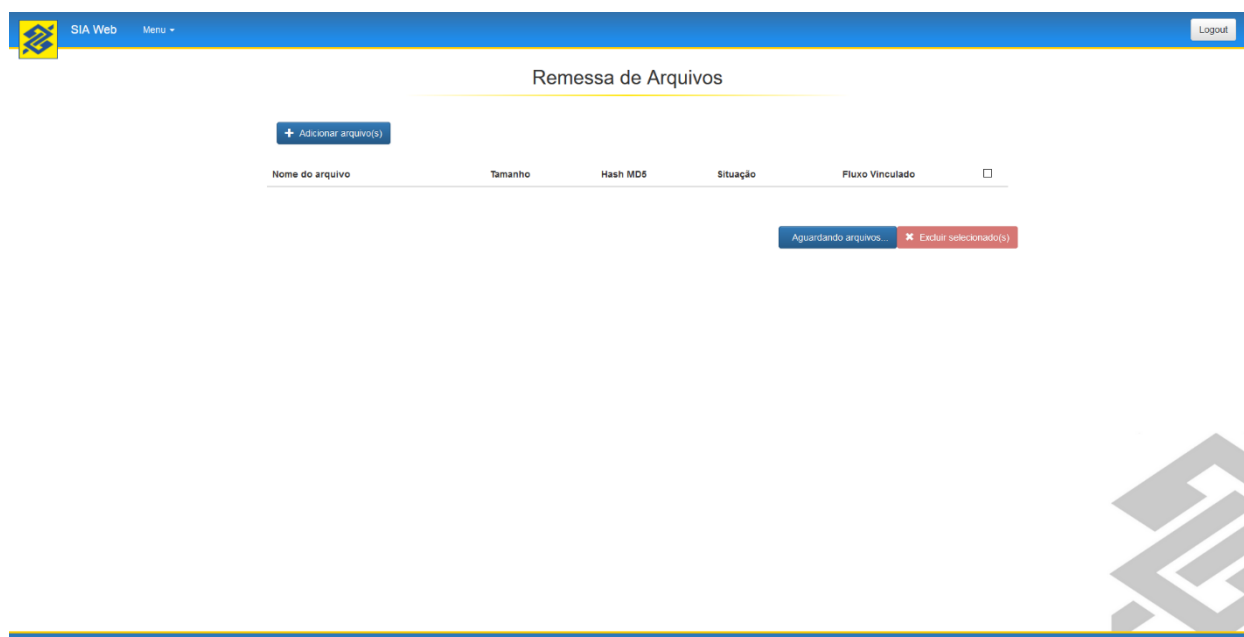 SIA Web Menu Logout
Remessa de Arquivos
Adicionar arquivo(s)
Nome do arquivo Tamanho Hash MD5 Situação Fluxo Vinculado
Aguardando arquivos... Excluir selecionado(s)